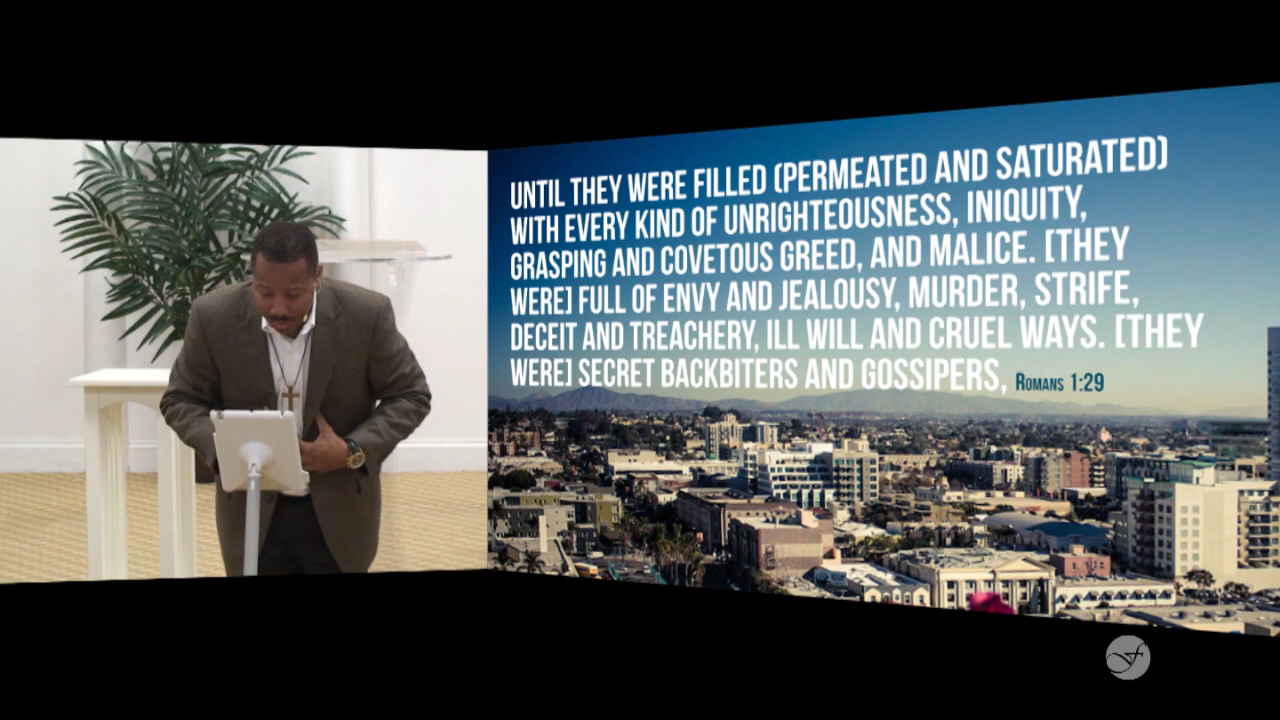 UNTIL THEY WERE FILLED (PERMEATED AND SATURATED)
WITH EVERY KIND OF UNRIGHTEOUSNESS, INIQUITY,
GRASPING AND COVETOUS GREED, AND MALICE. [THEY
WERE] FULL OF ENVY AND JEALOUSY, MURDER, STRIFE,
DECEIT AND TREACHERY, ILL WILL AND CRUEL WAYS. [THEY
WERE] SECRET BACKBITERS AND GOSSIPERS, ROMANS 1:29